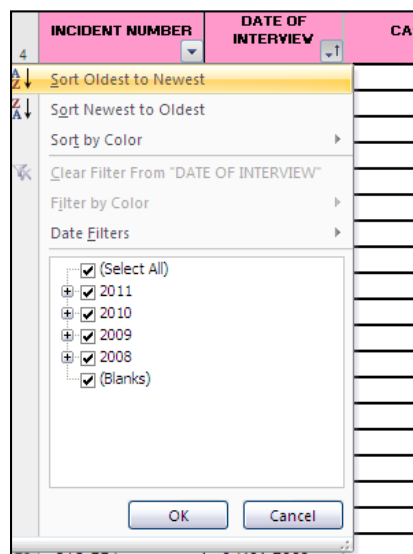 INCIDENT NUMBER
DATE OF
INTERVIEW
CA
4
Sort Oldest to Newest
Sort Newest to Oldest
Sort by Color
Clear Filter From "DATE OF INTERVIEW"
Filter by Color
Date Filters
(Select All)
2011
2010
2009
2008
(Blanks)
OK
Cancel